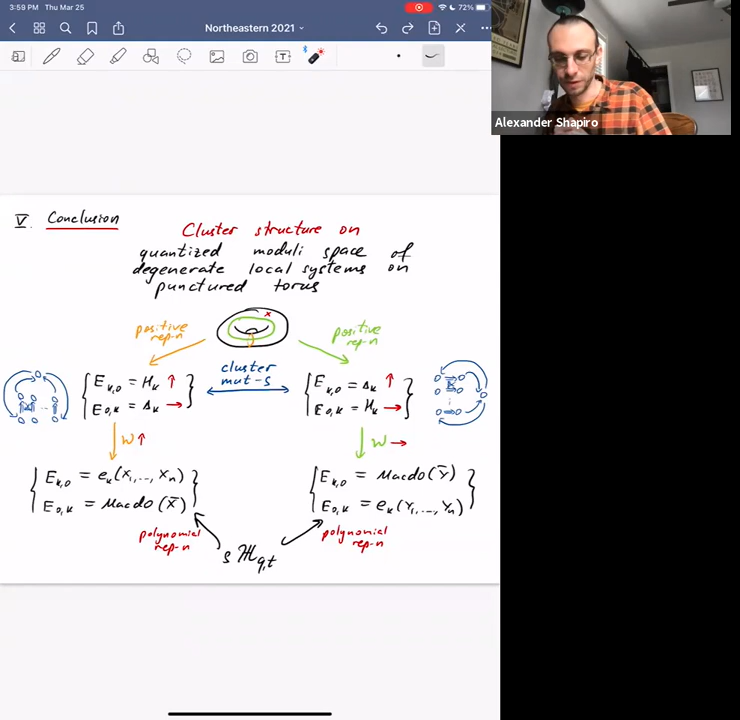 3:59 PM Thu Mar 25
72%
Northeastern 2021
Alexander Shapiro
V. Conclusion
Cluster structure on
quantized moduli space of
degenerate local systems on
punctured torus
positive
rep-n
positive
rep-n
x
cluster
mut-s
E_{k,0} = H_k ↑
E_{0,k} = Δ_k →
E_{k,0} = Δ_k ↑
E_{0,k} = H_k →
W ↑
W →
E_{k,0} = e_k(X_1, ..., X_n)
E_{0,k} = Macdo(X̄)
E_{k,0} = Macdo(Ȳ)
E_{0,k} = e_k(Y_1, ..., Y_n)
polynomial
rep-n
polynomial
rep-n
sℋ_{q,t}